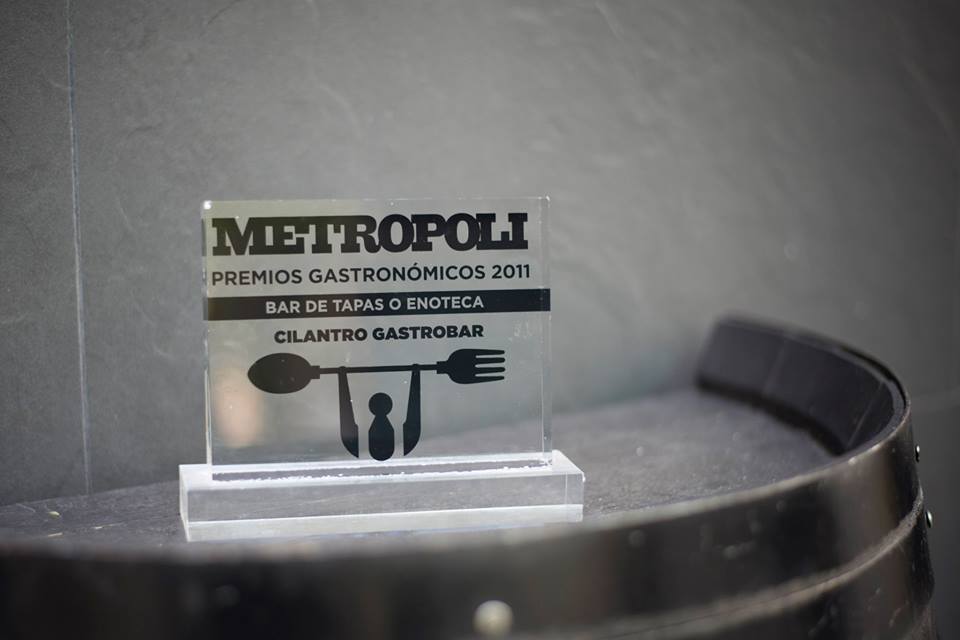 METROPOLI
PREMIOS GASTRONÓMICOS 2011
BAR DE TAPAS O ENOTECA
CILANTRO GASTROBAR